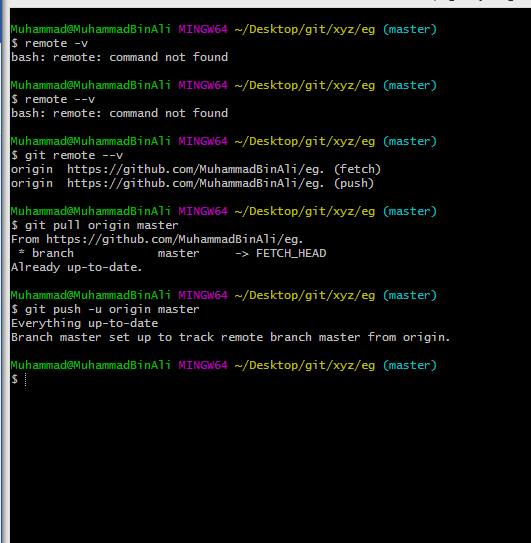 Muhammad@MuhammadBinAli MINGW64 ~/Desktop/git/xyz/eg (master)
$ remote -v
bash: remote: command not found
Muhammad@MuhammadBinAli MINGW64 ~/Desktop/git/xyz/eg (master)
$ remote --v
bash: remote: command not found
Muhammad@MuhammadBinAli MINGW64 ~/Desktop/git/xyz/eg (master)
$ git remote --v
origin  https://github.com/MuhammadBinAli/eg. (fetch)
origin  https://github.com/MuhammadBinAli/eg. (push)
Muhammad@MuhammadBinAli MINGW64 ~/Desktop/git/xyz/eg (master)
$ git pull origin master
From https://github.com/MuhammadBinAli/eg.
 * branch            master     -> FETCH_HEAD
Already up-to-date.
Muhammad@MuhammadBinAli MINGW64 ~/Desktop/git/xyz/eg (master)
$ git push -u origin master
Everything up-to-date
Branch master set up to track remote branch master from origin.
Muhammad@MuhammadBinAli MINGW64 ~/Desktop/git/xyz/eg (master)
$